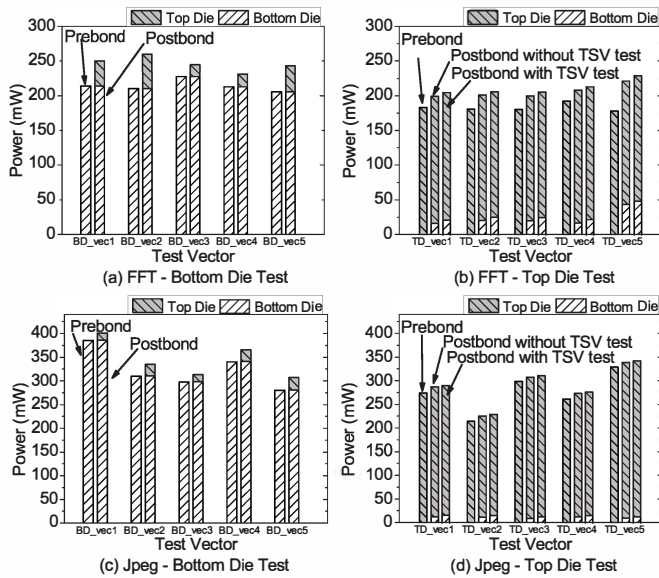 Top Die Bottom Die
Prebond
Postbond
Power (mW)
300
250
200
150
100
50
0
BD_vec1 BD_vec2 BD_vec3 BD_vec4 BD_vec5
Test Vector
(a) FFT - Bottom Die Test
Top Die Bottom Die
Prebond
Postbond without TSV test
Postbond with TSV test
Power (mW)
300
250
200
150
100
50
0
TD_vec1 TD_vec2 TD_vec3 TD_vec4 TD_vec5
Test Vector
(b) FFT - Top Die Test
Top Die Bottom Die
Prebond
Postbond
Power (mW)
400
350
300
250
200
150
100
50
0
BD_vec1 BD_vec2 BD_vec3 BD_vec4 BD_vec5
Test Vector
(c) Jpeg - Bottom Die Test
Top Die Bottom Die
Prebond
Postbond without TSV test
Postbond with TSV test
Power (mW)
400
350
300
250
200
150
100
50
0
TD_vec1 TD_vec2 TD_vec3 TD_vec4 TD_vec5
Test Vector
(d) Jpeg - Top Die Test